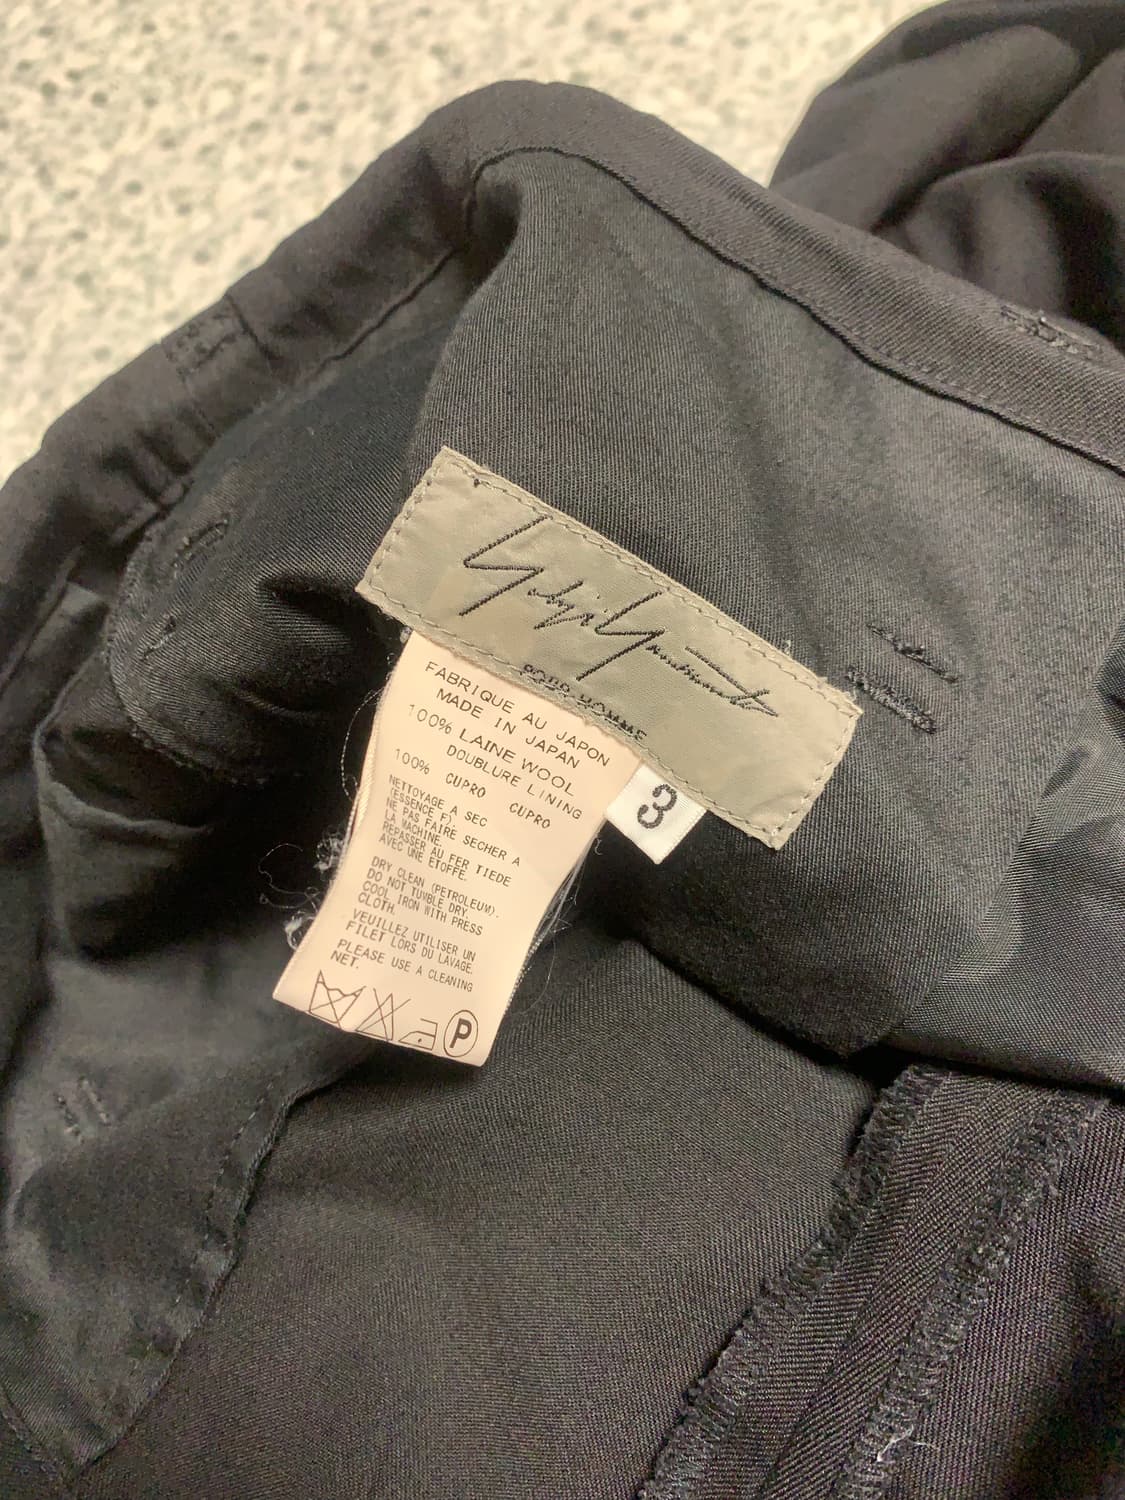 Yohji Yamamoto
POUR HOMME
3
FABRIQUE AU JAPON
MADE IN JAPAN
100% LAINE WOOL
DOUBLURE LINING
100% CUPRO CUPRO
NETTOYAGE A SEC
(ESSENCE F).
NE PAS FAIRE SECHER A
LA MACHINE.
REPASSER AU FER TIEDE
AVEC UNE ETOFFE.
DRY CLEAN (PETROLEUM).
DO NOT TUMBLE DRY.
COOL IRON WITH PRESS
CLOTH.
VEUILLEZ UTILISER UN
FILET LORS DU LAVAGE.
PLEASE USE A CLEANING
NET.
P